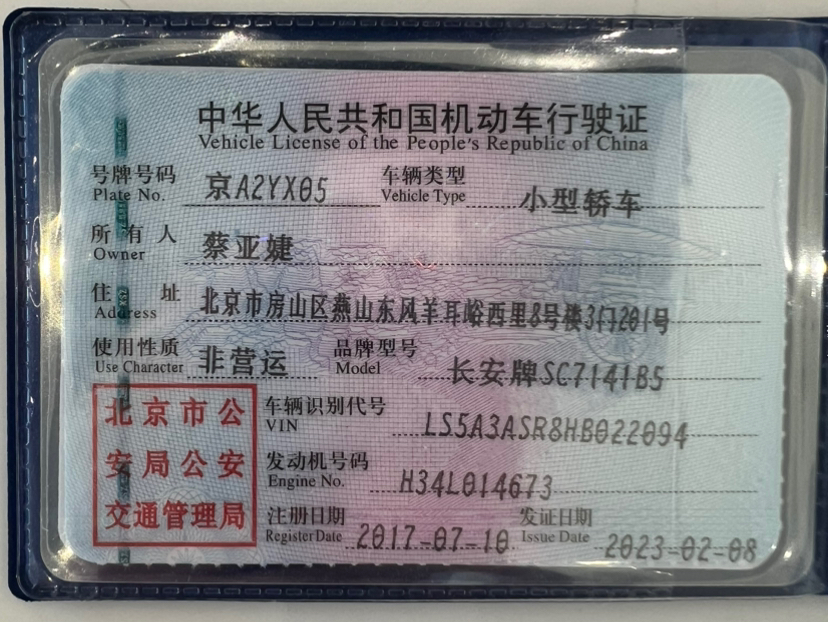 中华人民共和国机动车行驶证
Vehicle License of the People's Republic of China
号牌号码 京A2YX05 车辆类型 小型轿车
Plate No. Vehicle Type
所有人 蔡亚婕
Owner
住址 北京市房山区燕山东风羊耳峪西里8号楼3门201号
Address
使用性质 非营运 品牌型号 长安牌SC7141B5
Use Character Model
北京市公安局公安交通管理局
车辆识别代号 LS5A3ASR8HB022094
VIN
发动机号码 H34L014673
Engine No.
注册日期 2017-07-10 发证日期 2023-02-08
Register Date Issue Date